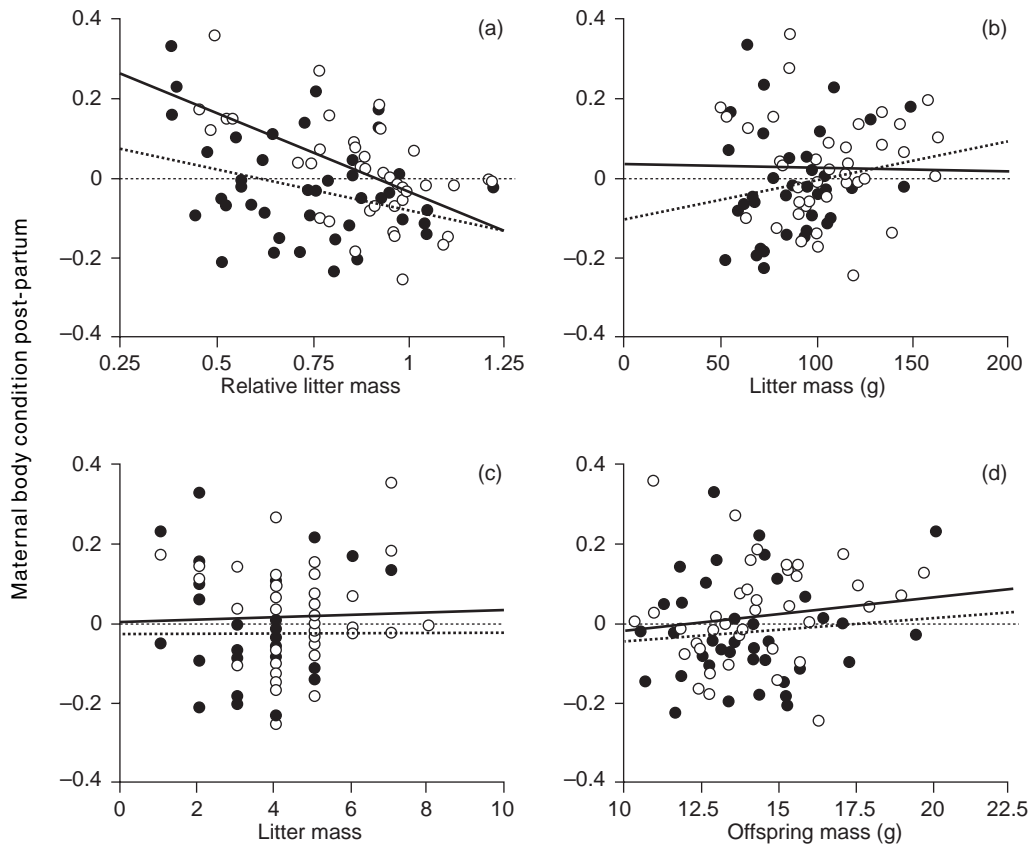 Maternal body condition post-partum
(a)
0.4
0.2
0
–0.2
–0.4
0.25 0.5 0.75 1 1.25
Relative litter mass
(b)
0.4
0.2
0
–0.2
–0.4
0 50 100 150 200
Litter mass (g)
(c)
0.4
0.2
0
–0.2
–0.4
0 2 4 6 8 10
Litter mass
(d)
0.4
0.2
0
–0.2
–0.4
10 12.5 15 17.5 20 22.5
Offspring mass (g)